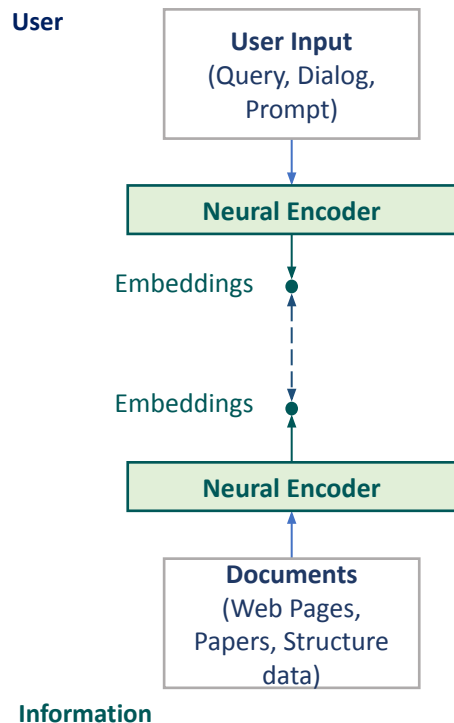 User
User Input
(Query, Dialog,
Prompt)
Neural Encoder
Embeddings
Embeddings
Neural Encoder
Documents
(Web Pages,
Papers, Structure
data)
Information